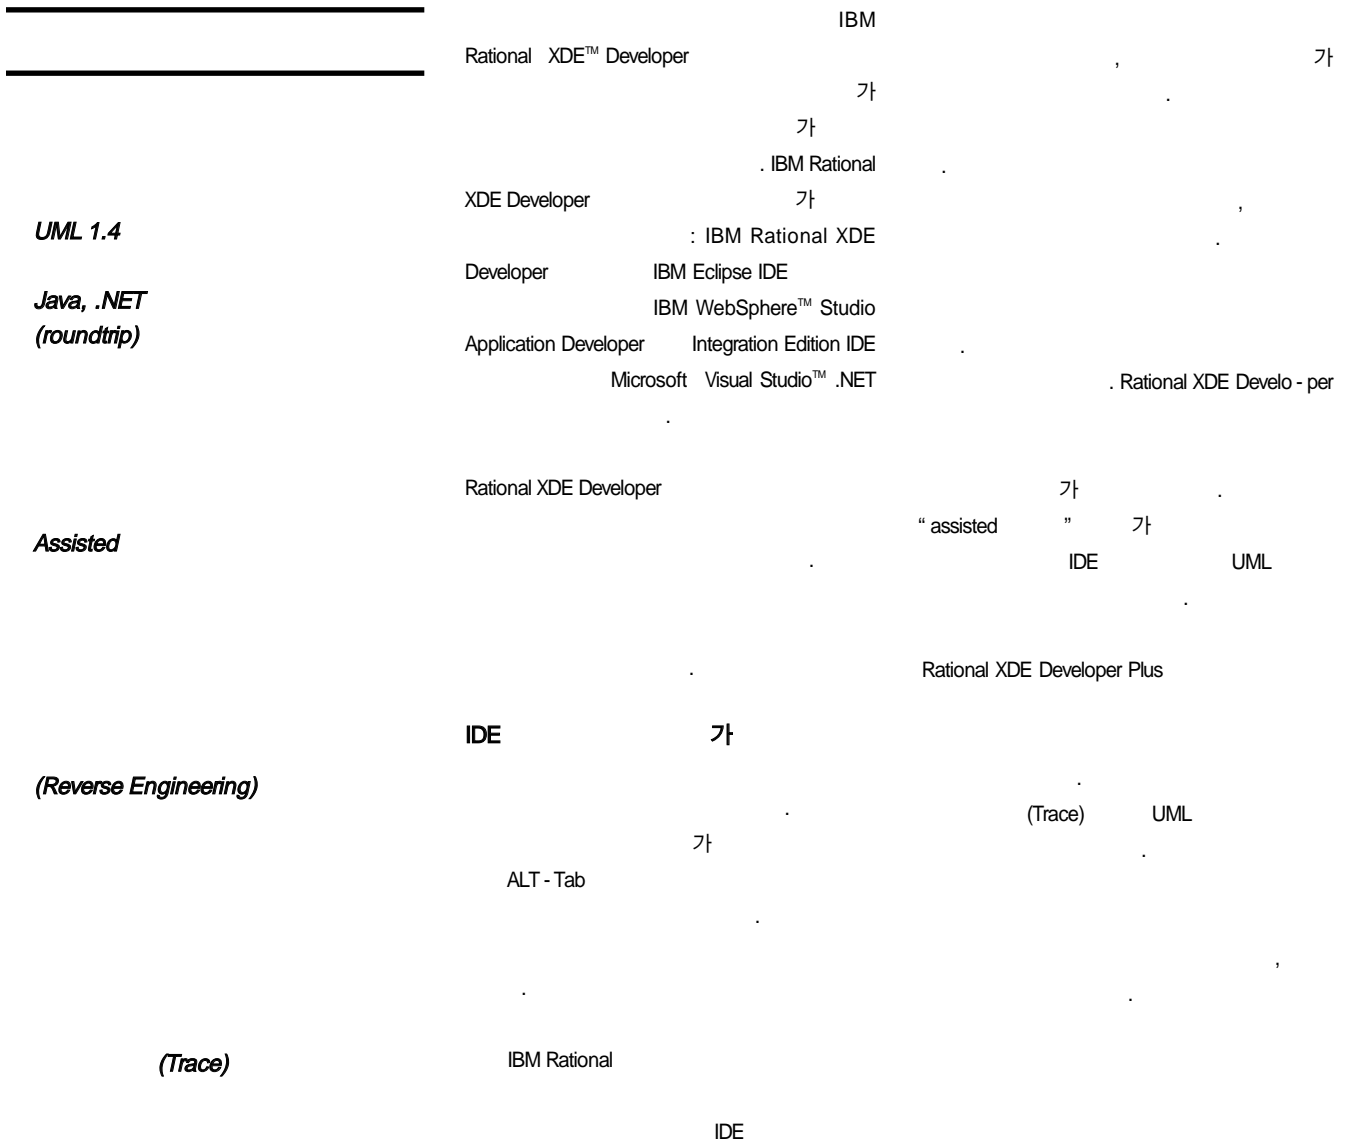 UML 1.4
Java, .NET
(roundtrip)
Assisted
(Reverse Engineering)
(Trace)
IBM
Rational XDE™ Developer
가
가
. IBM Rational
XDE Developer 가
: IBM Rational XDE
Developer IBM Eclipse IDE
IBM WebSphere™ Studio
Application Developer Integration Edition IDE
Microsoft Visual Studio™ .NET
.
Rational XDE Developer
.
.
IDE 가
.
가
ALT - Tab
.
.
IBM Rational
IDE
, 가
.
.
,
.
.
. Rational XDE Develo - per
가 .
“ assisted ” 가
IDE UML
.
Rational XDE Developer Plus
.
(Trace) UML
.
,
.